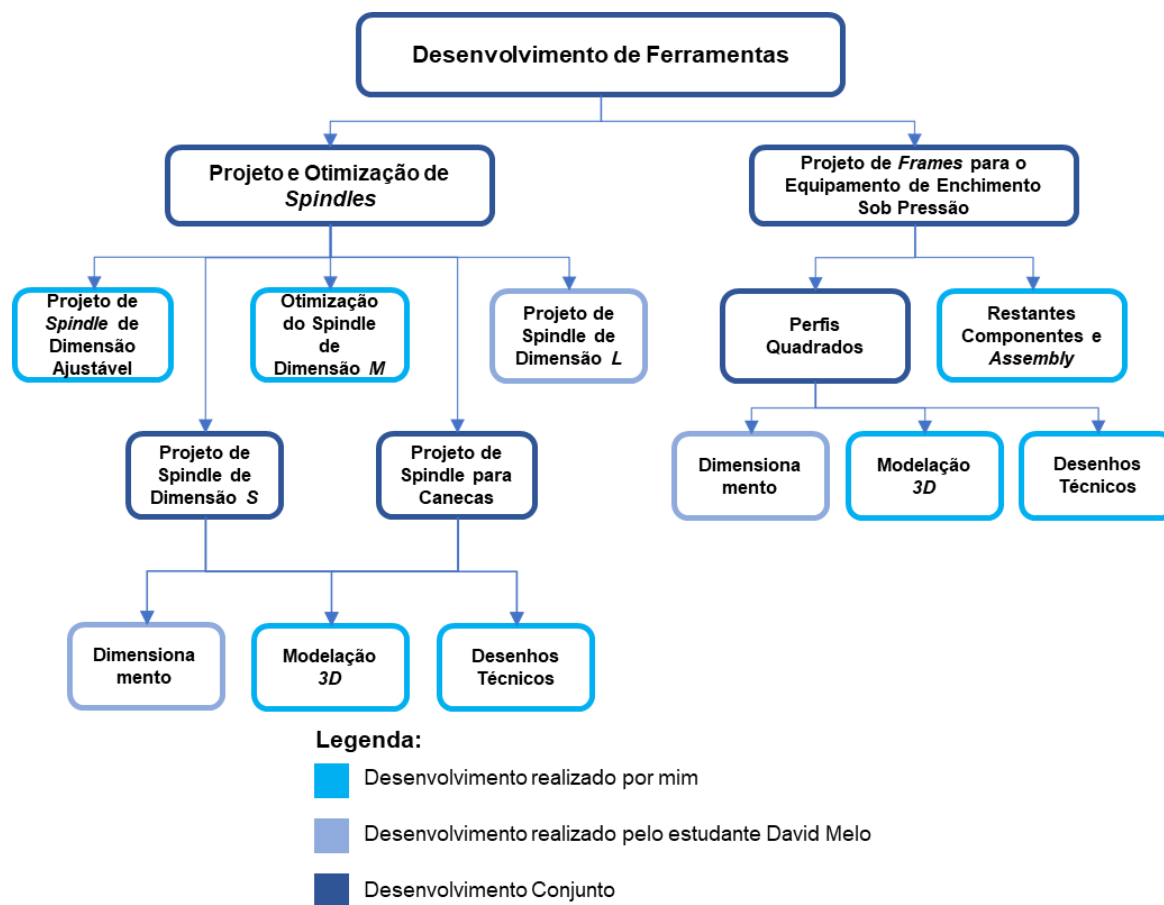 Desenvolvimento de Ferramentas
Projeto e Otimização de
Spindles
Projeto de Frames para o
Equipamento de Enchimento
Sob Pressão
Projeto de
Spindle de
Dimensão
Ajustável
Otimização
do Spindle
de
Dimensão M
Projeto de
Spindle de
Dimensão L
Perfis
Quadrados
Restantes
Componentes e
Assembly
Projeto de
Spindle de
Dimensão S
Projeto de
Spindle para
Canecas
Dimensiona
mento
Modelação
3D
Desenhos
Técnicos
Dimensiona
mento
Modelação
3D
Desenhos
Técnicos
Legenda:
Desenvolvimento realizado por mim
Desenvolvimento realizado pelo estudante David Melo
Desenvolvimento Conjunto